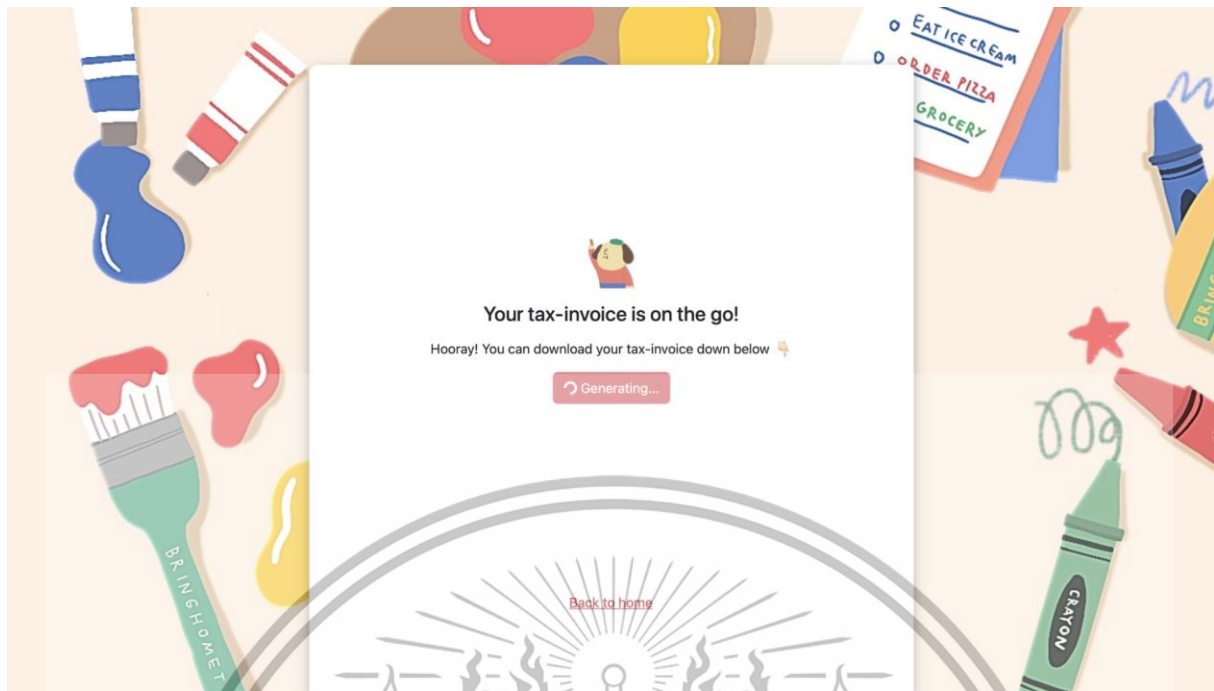 EAT ICE CREAM
ORDER PIZZA
GROCERY
Your tax-invoice is on the go!
Hooray! You can download your tax-invoice down below 👇🏻
Generating...
Back to home
BRINGHOMET
CRAYON
BRING